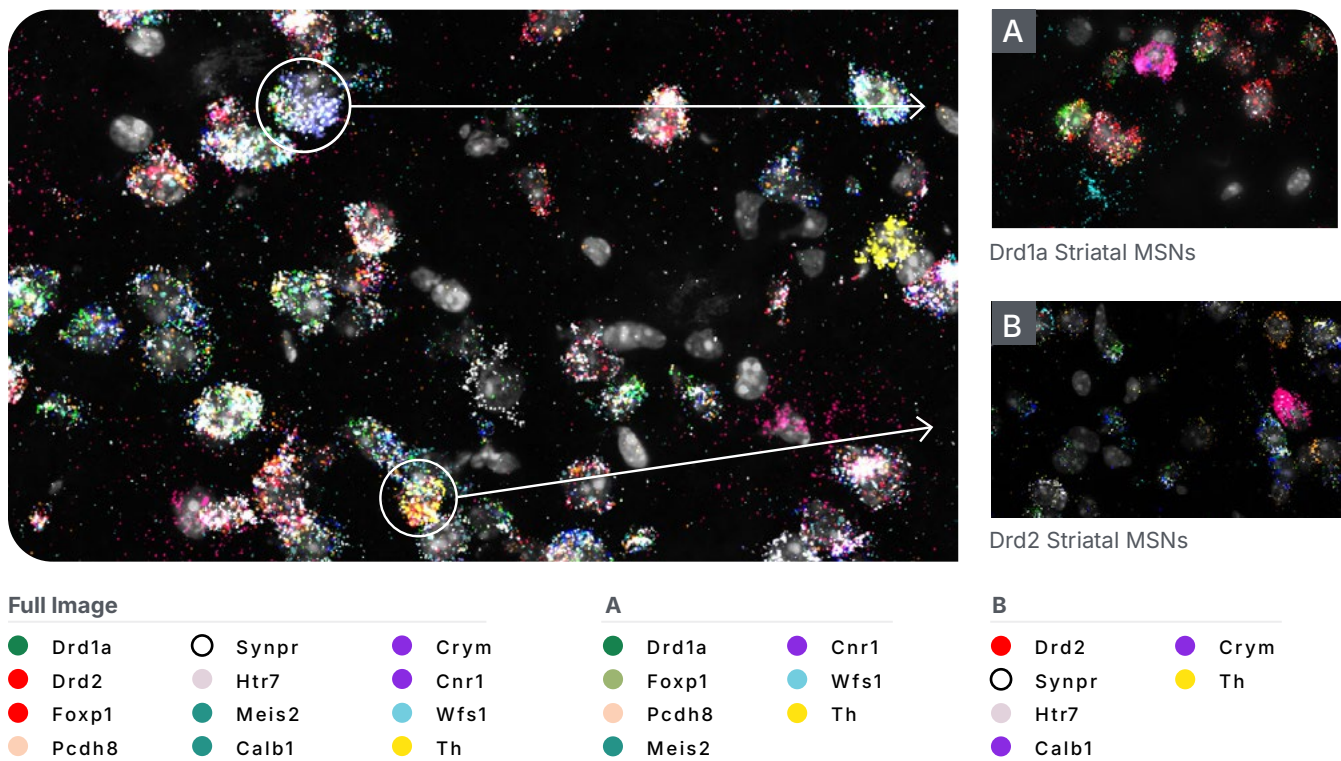 A
Drd1a Striatal MSNs
B
Drd2 Striatal MSNs
Full Image
Drd1a
Drd2
Foxp1
Pcdh8
Synpr
Htr7
Meis2
Calb1
Crym
Cnr1
Wfs1
Th
A
Drd1a
Foxp1
Pcdh8
Meis2
Cnr1
Wfs1
Th
B
Drd2
Synpr
Htr7
Calb1
Crym
Th